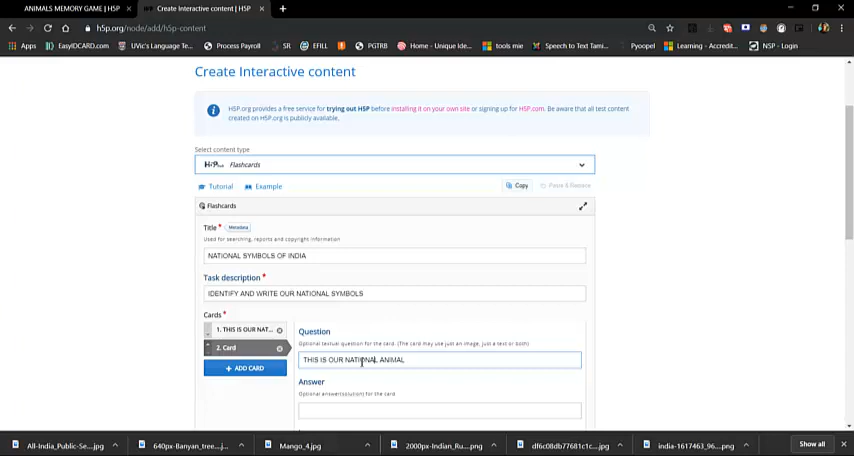 ANIMALS MEMORY GAME | H5P
Create Interactive content | H5P
h5p.org/node/add/h5p-content
Apps
EasyIDCARD.com
UVic's Language Te...
Process Payroll
SR
EFILL
PGTRB
Home - Unique Ide...
tools mie
Speech to Text Tami...
Pyoopel
Learning - Accredit...
NSP - Login
Create Interactive content
H5P.org provides a free service for trying out H5P before installing it on your own site or signing up for H5P.com. Be aware that all test content
created on H5P.org is publicly available.
Select content type
H5P Flashcards
Tutorial
Example
Copy
Paste & Replace
Flashcards
Title * Metadata
Used for searching, reports and copyright information
NATIONAL SYMBOLS OF INDIA
Task description *
IDENTIFY AND WRITE OUR NATIONAL SYMBOLS
Cards *
1. THIS IS OUR NAT...
2. Card
+ ADD CARD
Question
Optional textual question for the card. (The card may use just an image, just a text or both)
THIS IS OUR NATIONAL ANIMAL
Answer
Optional answer(solution) for the card
All-India_Public-Se....jpg
640px-Banyan_tree....jpg
Mango_4.jpg
2000px-Indian_Ru....png
df6c08db77681c1c....jpg
india-1617463_96....png
Show all